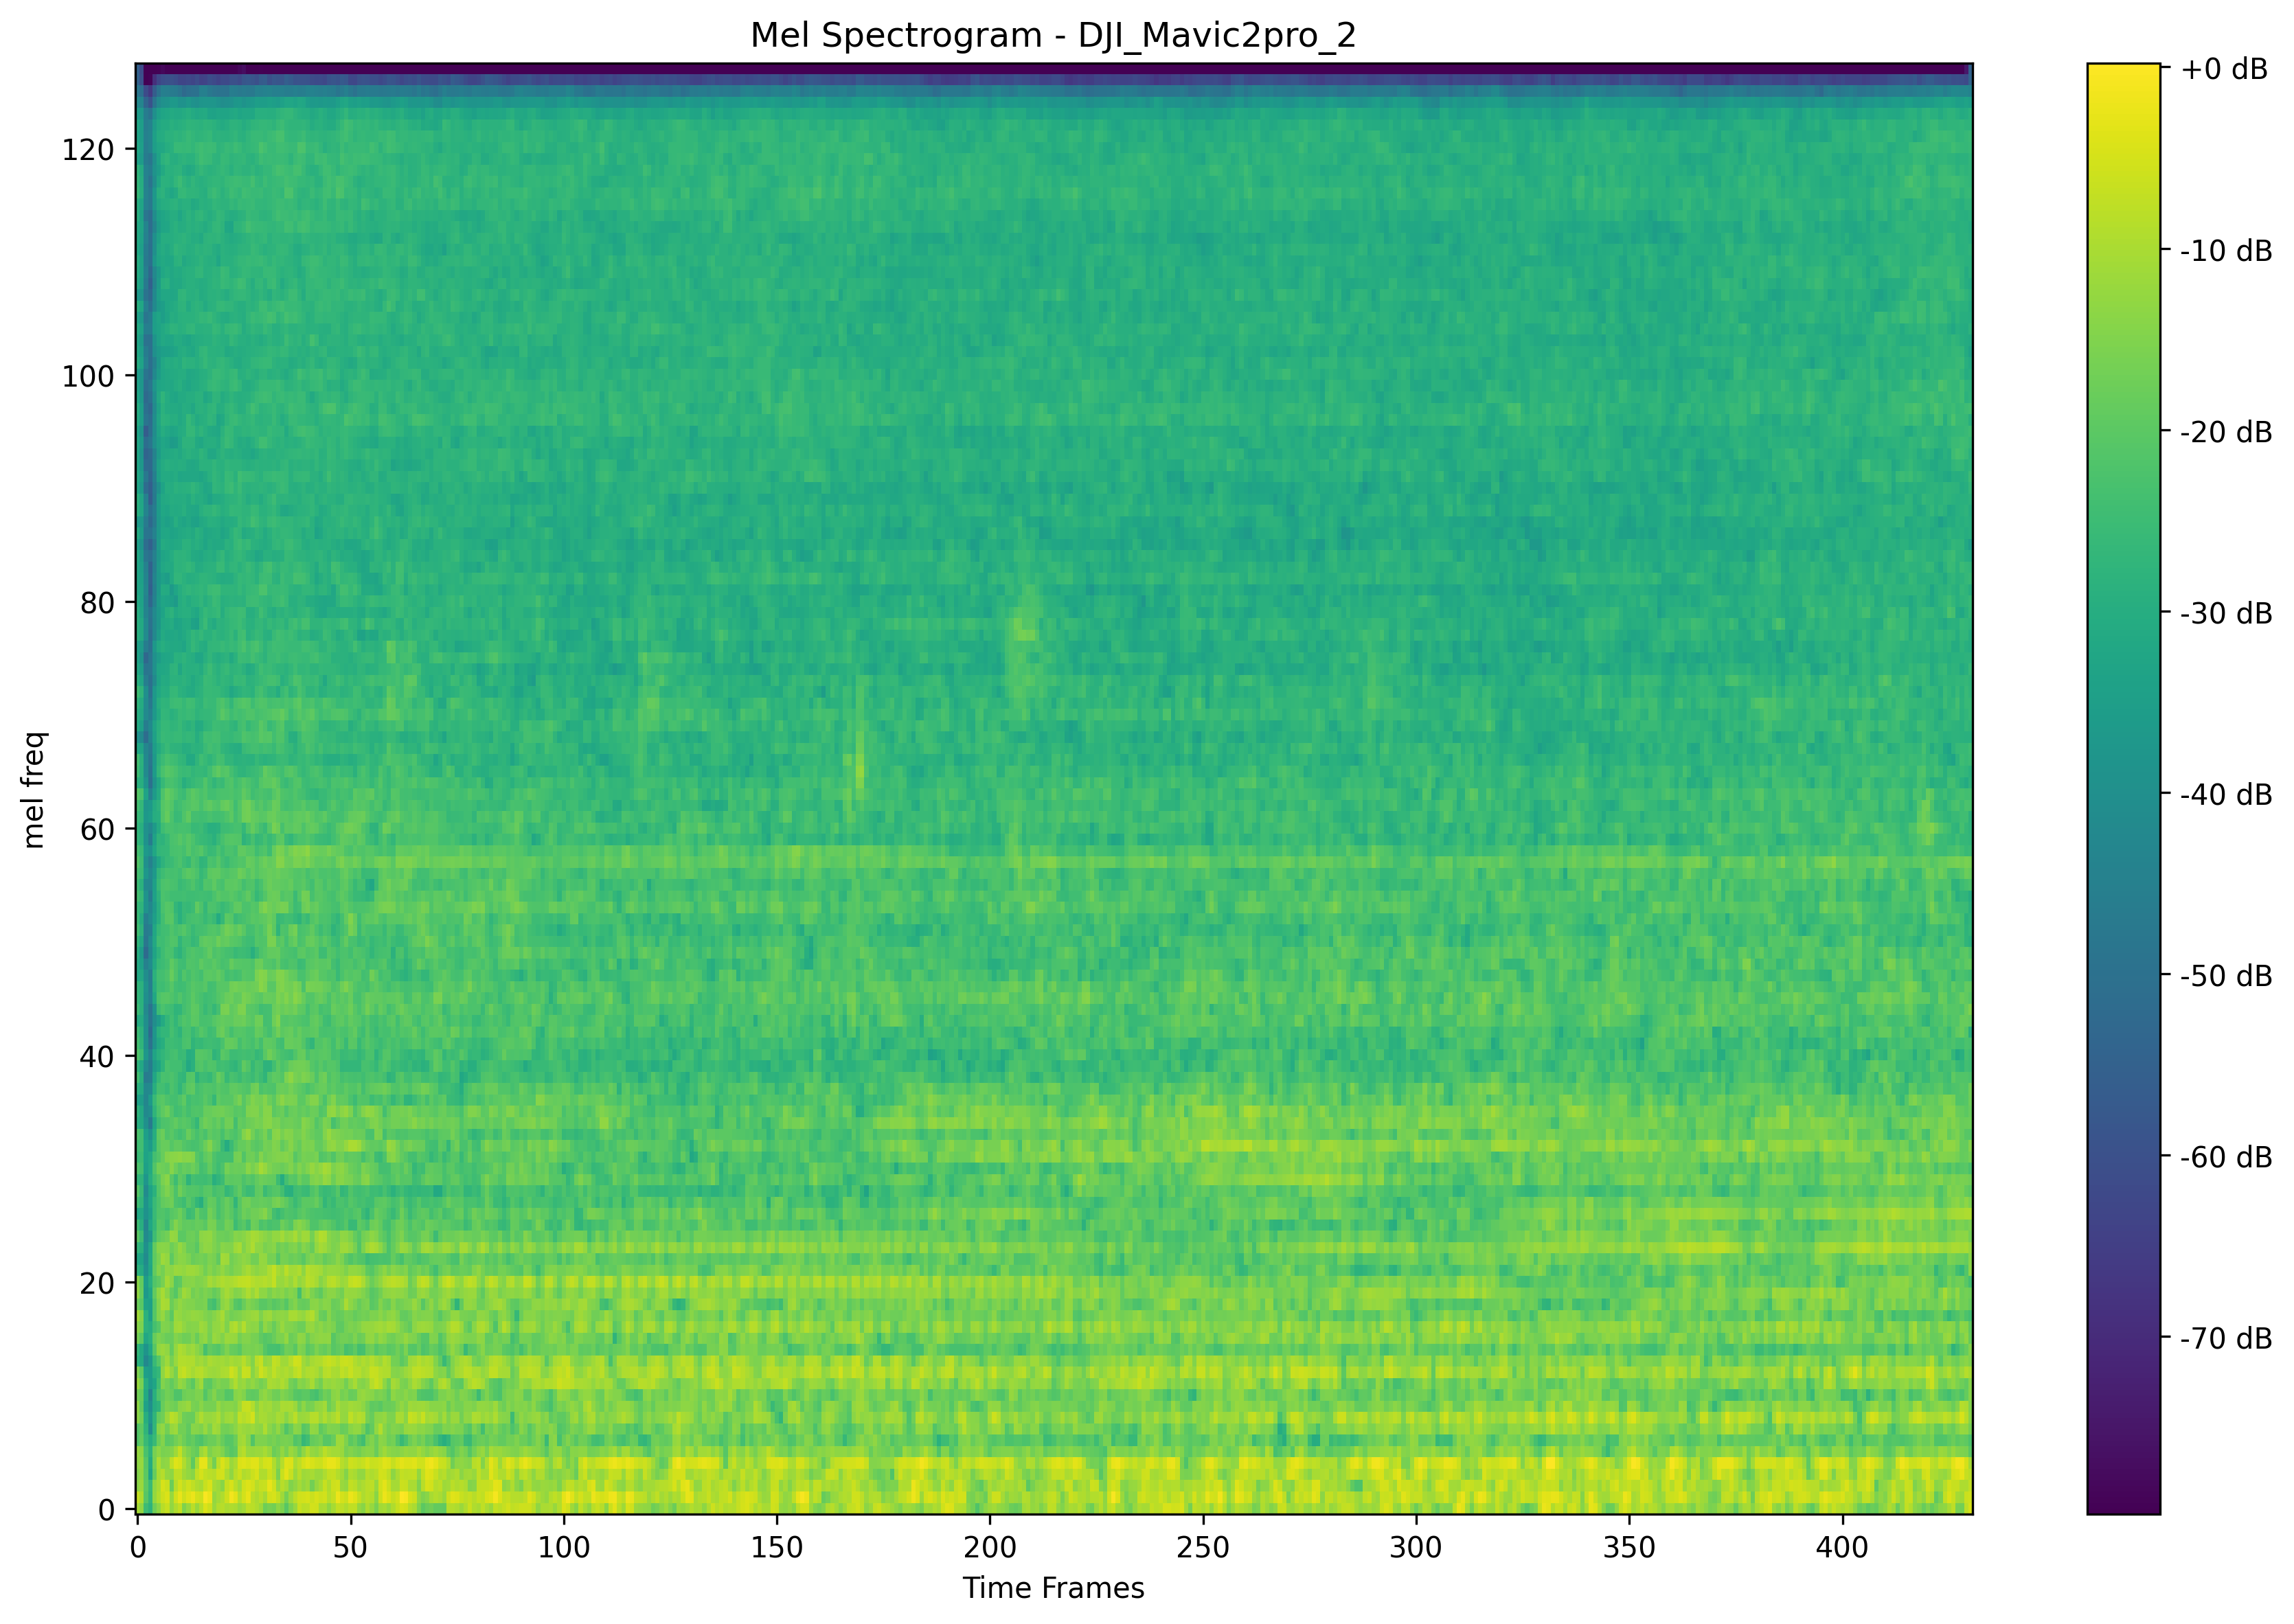 Mel Spectrogram - DJI_Mavic2pro_2
mel freq
120
100
80
60
40
20
0
0 50 100 150 200 250 300 350 400
Time Frames
+0 dB
-10 dB
-20 dB
-30 dB
-40 dB
-50 dB
-60 dB
-70 dB